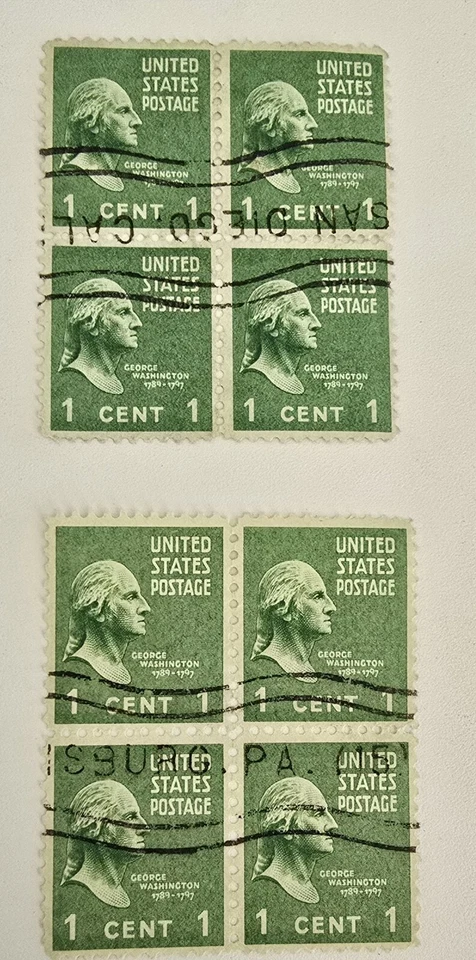 UNITED UNITED
STATES STATES
POSTAGE POSTAGE
GEORGE GEORGE
WASHINGTON WASHINGTON
1789-1797 1789-1797
1 CENT 1 1 CENT 1
SAN DIEGO, CAL
UNITED UNITED
STATES STATES
POSTAGE POSTAGE
GEORGE GEORGE
WASHINGTON WASHINGTON
1789-1797 1789-1797
1 CENT 1 1 CENT 1
UNITED UNITED
STATES STATES
POSTAGE POSTAGE
GEORGE GEORGE
WASHINGTON WASHINGTON
1789-1797 1789-1797
1 CENT 1 1 CENT 1
SBURG, PA. (15)
UNITED UNITED
STATES STATES
POSTAGE POSTAGE
GEORGE GEORGE
WASHINGTON WASHINGTON
1789-1797 1789-1797
1 CENT 1 1 CENT 1